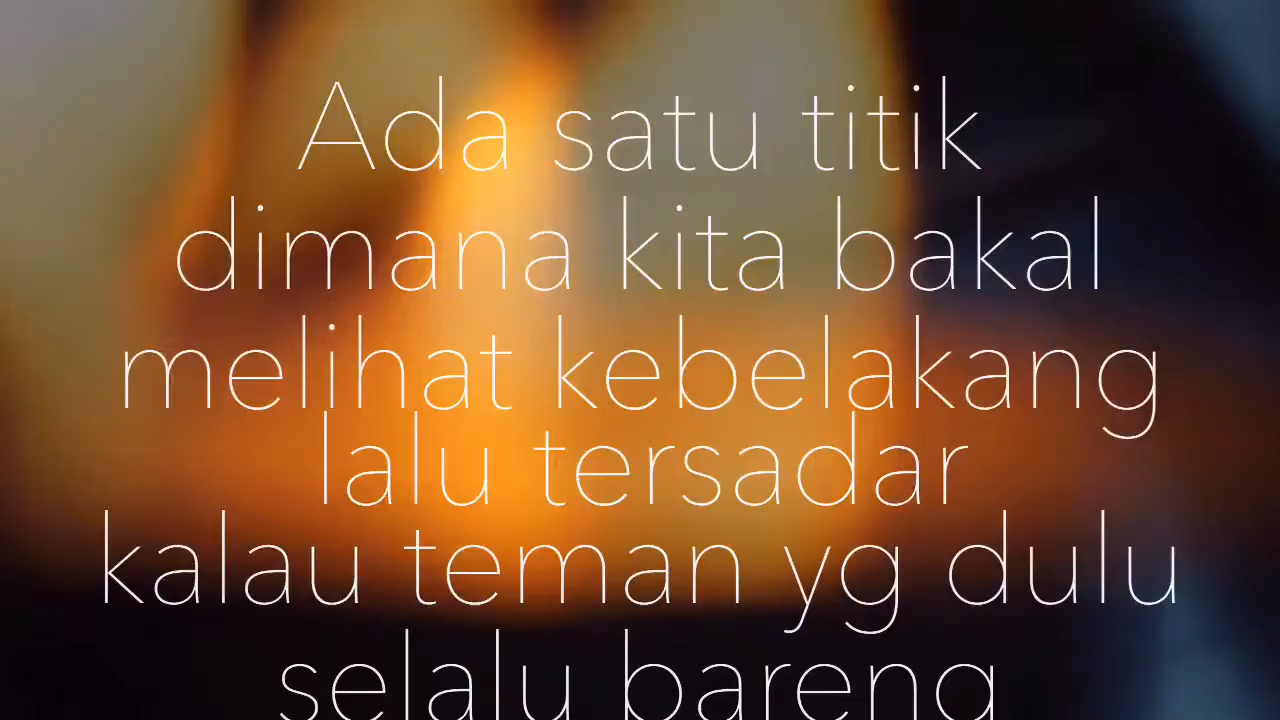 Ada satu titik
dimana kita bakal
melihat kebelakang
lalu tersadar
kalau teman yg dulu
selalu bareng